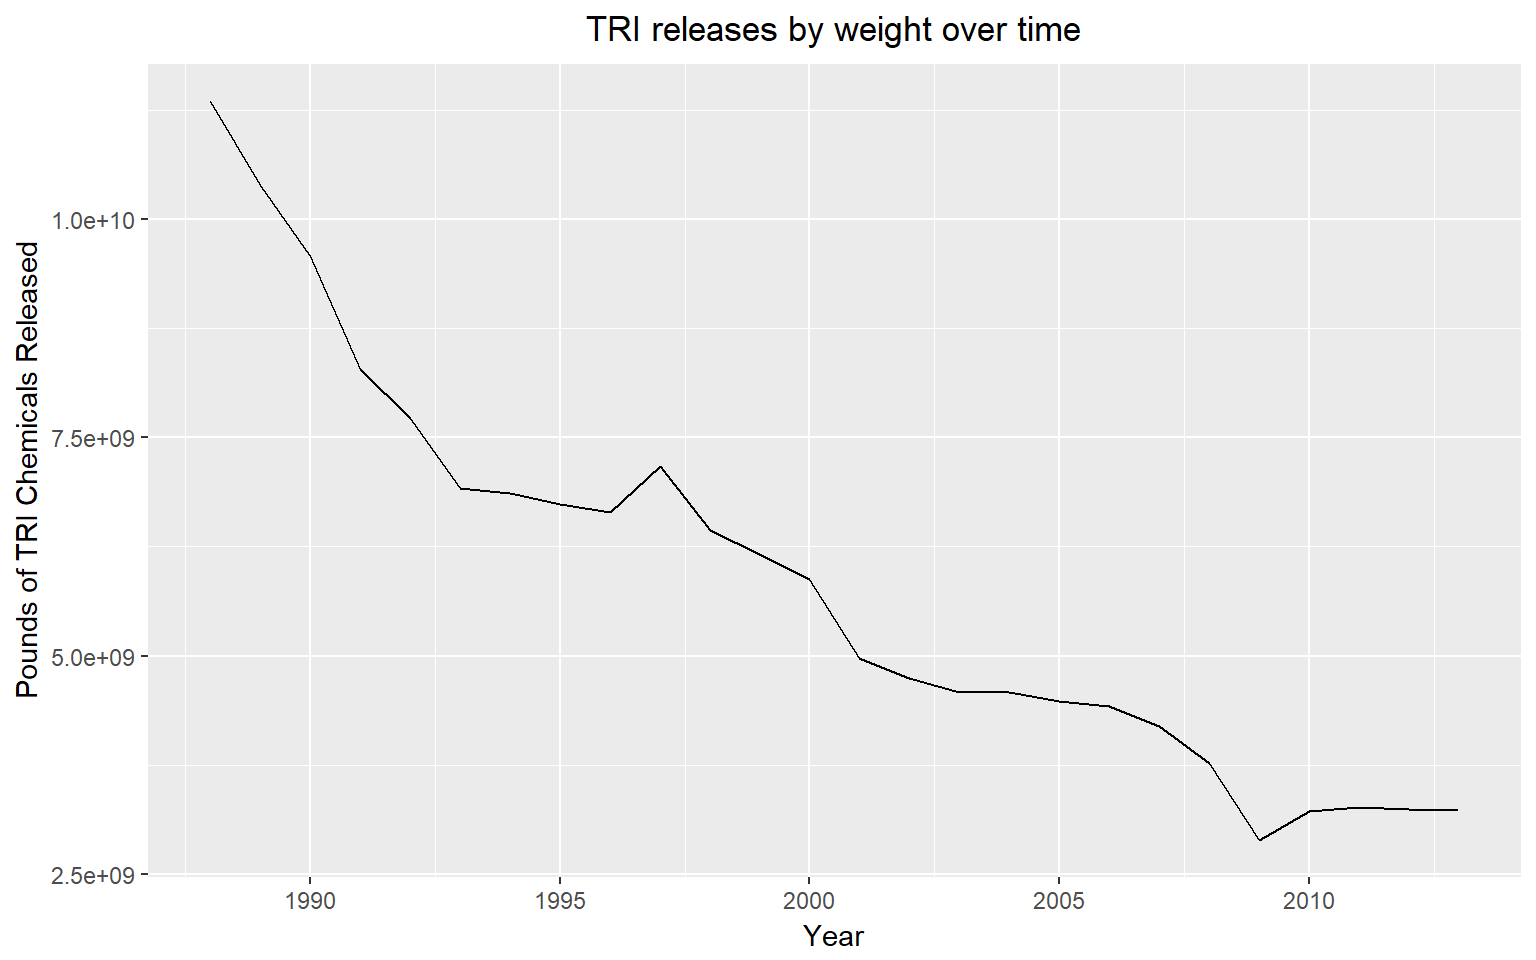 TRI releases by weight over time
Pounds of TRI Chemicals Released
1.0e+10
7.5e+09
5.0e+09
2.5e+09
1990 1995 2000 2005 2010
Year